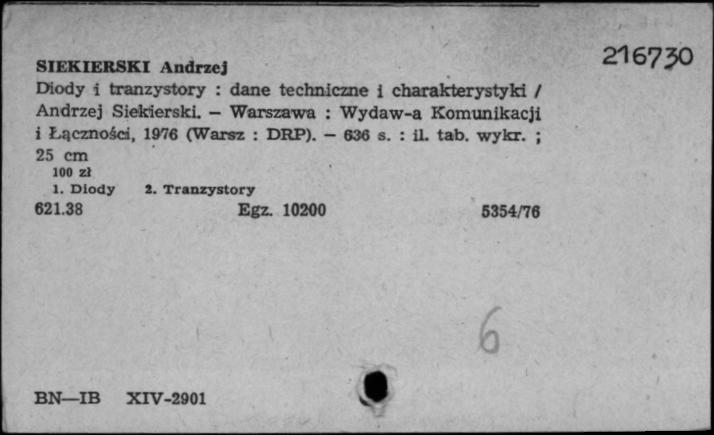 216730
SIEKIERSKI Andrzej
Diody i tranzystory : dane techniczne i charakterystyki /
Andrzej Siekierski. — Warszawa : Wydaw-a Komunikacji
i Łączności, 1976 (Warsz : DRP). — 636 s. : il. tab. wykr. ;
25 cm
100 zł
1. Diody 2. Tranzystory
621.38 Egz. 10200 5354/76
6
BN—IB XIV-2901